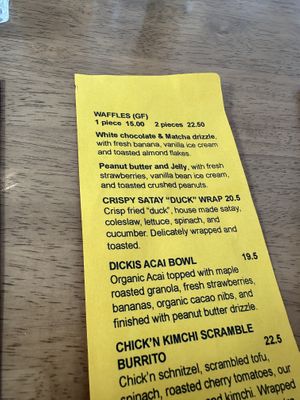 WAFFLES (GF)
1 piece 15.00 2 pieces 22.50
White chocolate & Matcha drizzle,
with fresh banana, vanilla ice cream
and toasted almond flakes.
Peanut butter and Jelly, with fresh
strawberries, vanilla bean ice cream,
and toasted crushed peanuts.
CRISPY SATAY "DUCK" WRAP 20.5
Crisp fried "duck", house made satay,
coleslaw, lettuce, spinach, and
cucumber. Delicately wrapped and
toasted.
DICKIS ACAI BOWL 19.5
Organic Acai topped with maple
roasted granola, fresh strawberries,
bananas, organic cacao nibs, and
finished with peanut butter drizzle.
CHICK'N KIMCHI SCRAMBLE
BURRITO 22.5
Chick'n schnitzel, scrambled tofu,
spinach, roasted cherry tomatoes, our
and kimchi. Wrapped